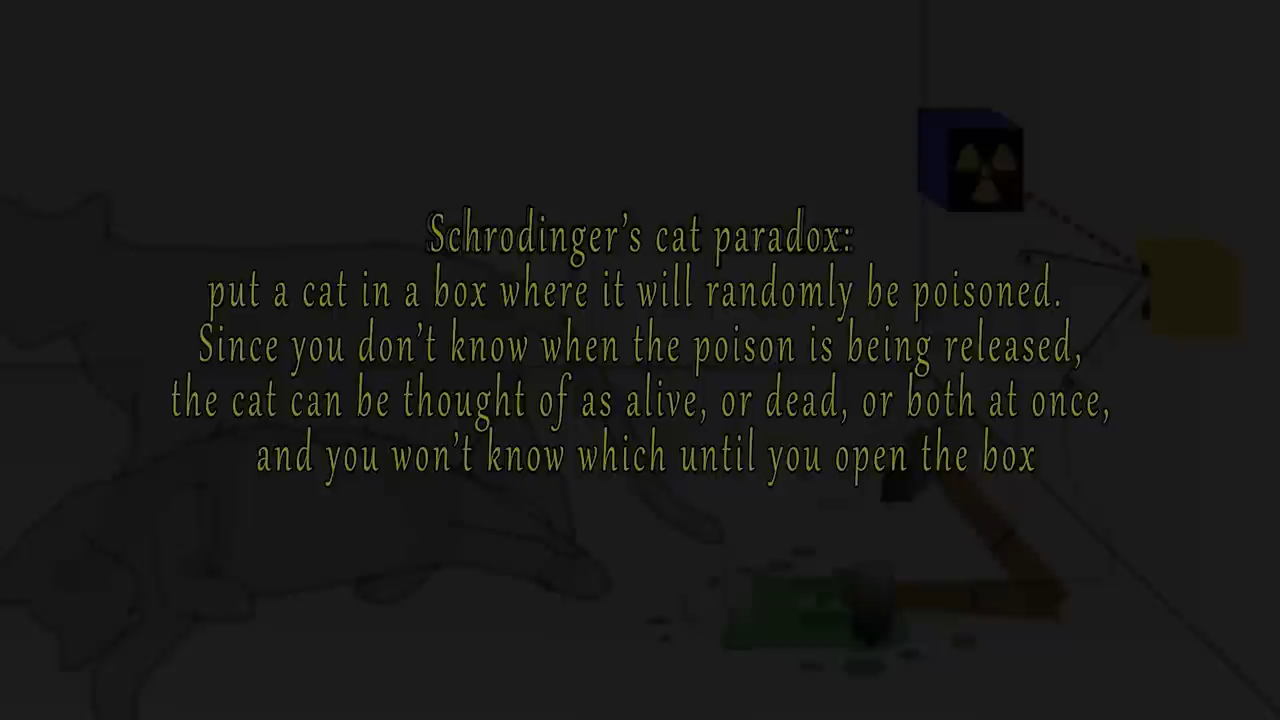 Schrodinger’s cat paradox:
put a cat in a box where it will randomly be poisoned.
Since you don’t know when the poison is being released,
the cat can be thought of as alive, or dead, or both at once,
and you won’t know which until you open the box